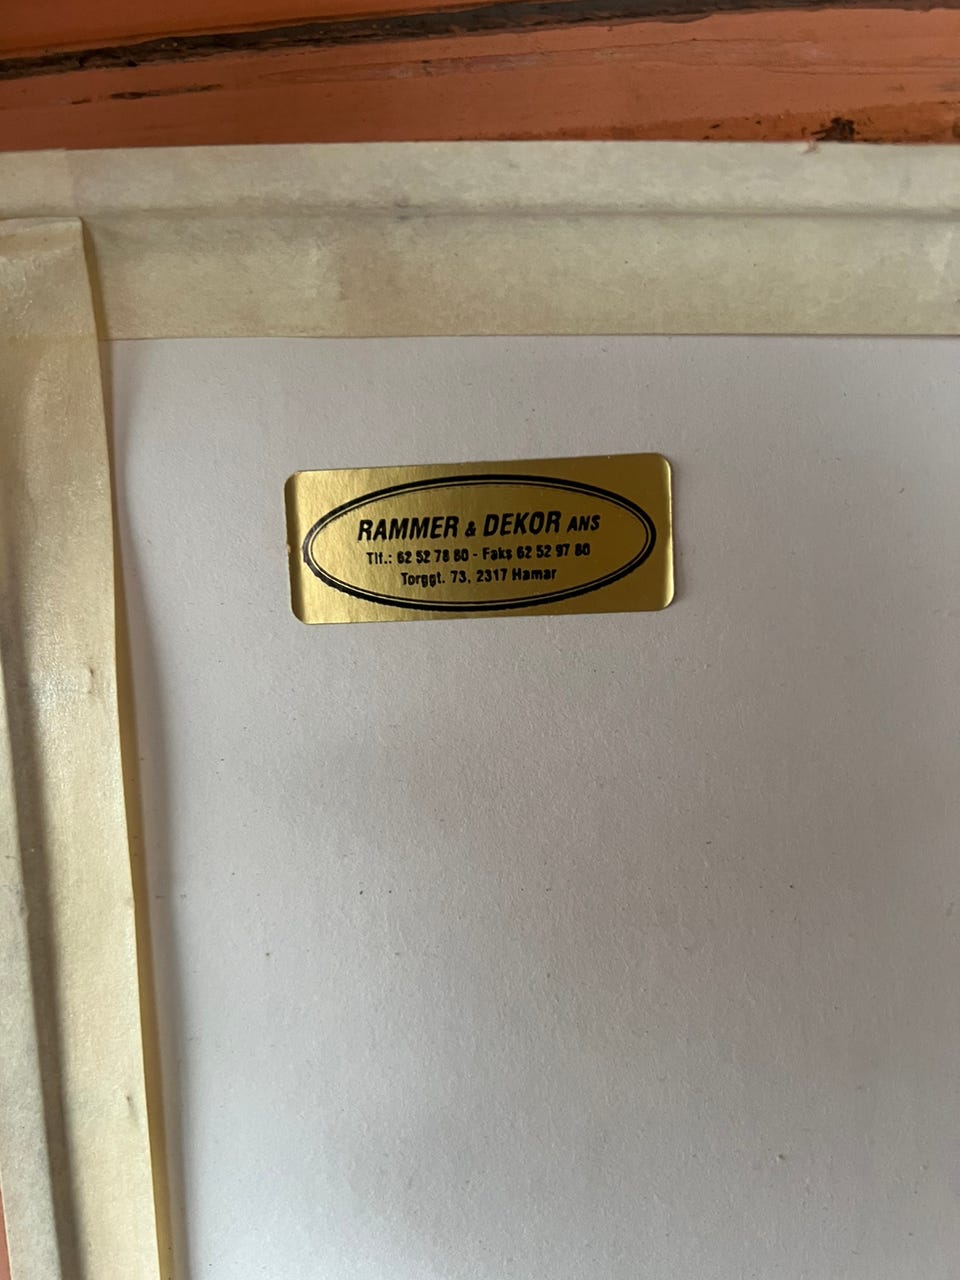 RAMMER & DEKOR ANS
Tlf.: 62 52 78 80 - Faks 62 52 97 80
Torggt. 73, 2317 Hamar